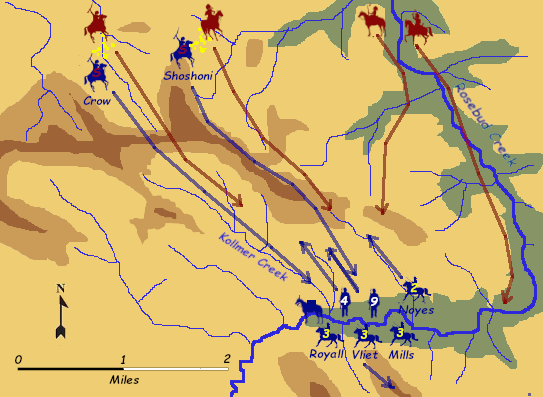 Crow
Shoshoni
Rosebud Creek
Kollmer Creek
N
2
Noyes
4
9
3
3
3
Royall
Vliet
Mills
0
1
2
Miles